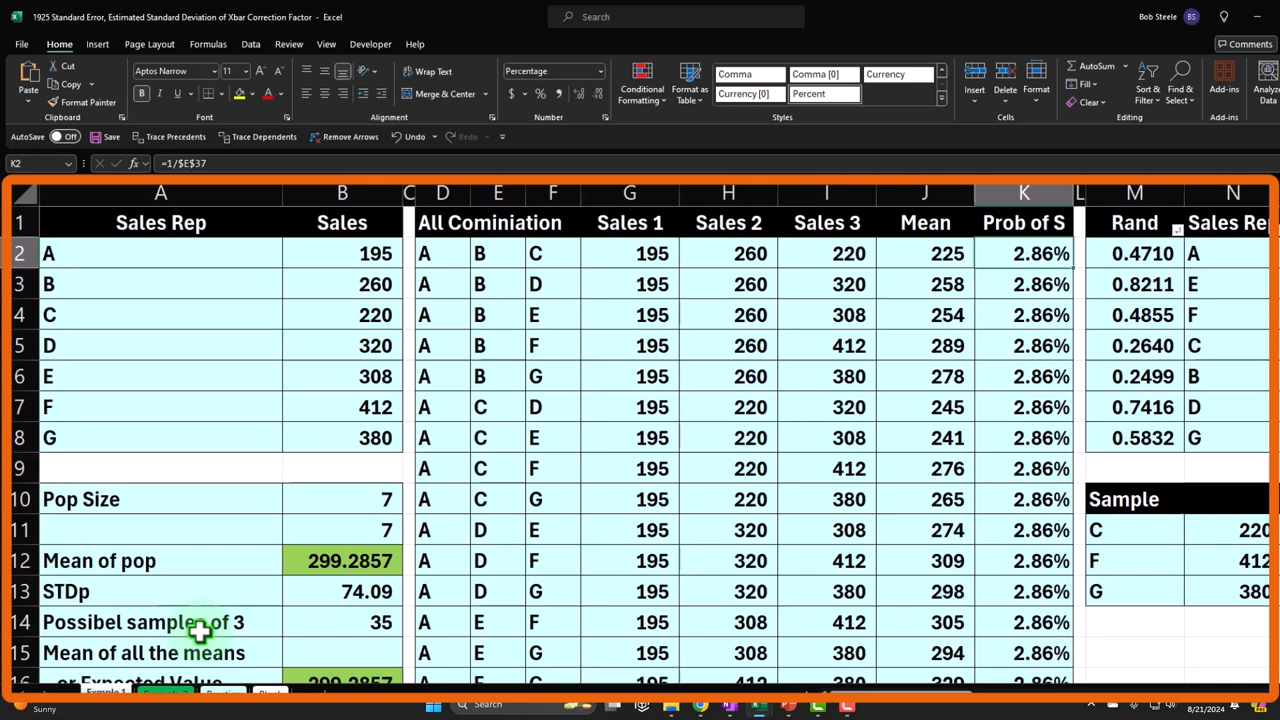 1925 Standard Error, Estimated Standard Deviation of Xbar Correction Factor - Excel
Search
Bob Steele
BS
File Home Insert Page Layout Formulas Data Review View Developer Help
Comments
Paste
Cut
Copy
Format Painter
Clipboard
Aptos Narrow 11
B I U
Font
Wrap Text
Merge & Center
Alignment
Percentage
$ %
Number
Conditional Formatting
Format as Table
Comma Comma [0] Currency
Currency [0] Percent
Styles
Insert Delete Format
Cells
AutoSum
Fill
Clear
Sort & Filter
Find & Select
Editing
Add-ins
Add-ins
Analyze Data
AutoSave Off Save Trace Precedents Trace Dependents Remove Arrows Undo Redo
K2 fx =1/$E$37
A B C D E F G H I J K L M N
1 Sales Rep Sales All Cominiation Sales 1 Sales 2 Sales 3 Mean Prob of S Rand Sales Rep
2 A 195 A B C 195 260 220 225 2.86% 0.4710 A
3 B 260 A B D 195 260 320 258 2.86% 0.8211 E
4 C 220 A B E 195 260 308 254 2.86% 0.4855 F
5 D 320 A B F 195 260 412 289 2.86% 0.2640 C
6 E 308 A B G 195 260 380 278 2.86% 0.2499 B
7 F 412 A C D 195 220 320 245 2.86% 0.7416 D
8 G 380 A C E 195 220 308 241 2.86% 0.5832 G
9 A C F 195 220 412 276 2.86%
10 Pop Size 7 A C G 195 220 380 265 2.86% Sample
11 7 A D E 195 320 308 274 2.86% C 220
12 Mean of pop 299.2857 A D F 195 320 412 309 2.86% F 412
13 STDp 74.09 A D G 195 320 380 298 2.86% G 380
14 Possibel samples of 3 35 A E F 195 308 412 305 2.86%
15 Mean of all the means A E G 195 308 380 294 2.86%
16 or Expected Value 299.2857 A F G 195 412 380 329 2.86%
Exmple 1
Sunny
Search
8/21/2024